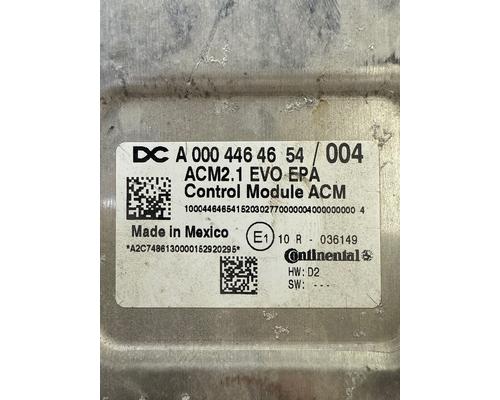 DC A 000 446 46 54 / 004
ACM2.1 EVO EPA
Control Module ACM
10004464654152030277000000400000000 4
Made in Mexico
E1 10 R - 036149
*A2C7486130000152920295*
Continental
HW: D2
SW: ---